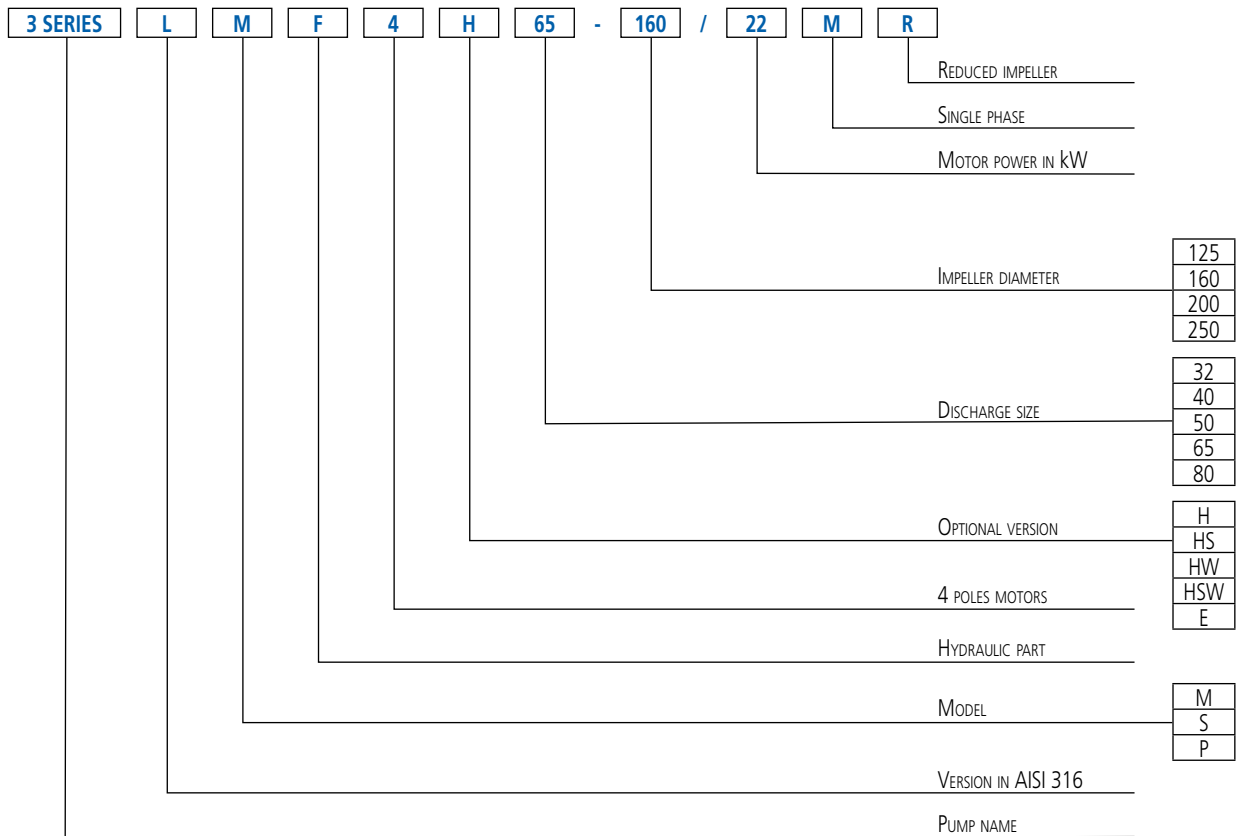 3 SERIES L M F 4 H 65 - 160 / 22 M R
Reduced impeller
Single phase
Motor power in kW
Impeller diameter
125
160
200
250
Discharge size
32
40
50
65
80
Optional version
H
HS
HW
HSW
E
4 poles motors
Hydraulic part
Model
M
S
P
Version in AISI 316
Pump name